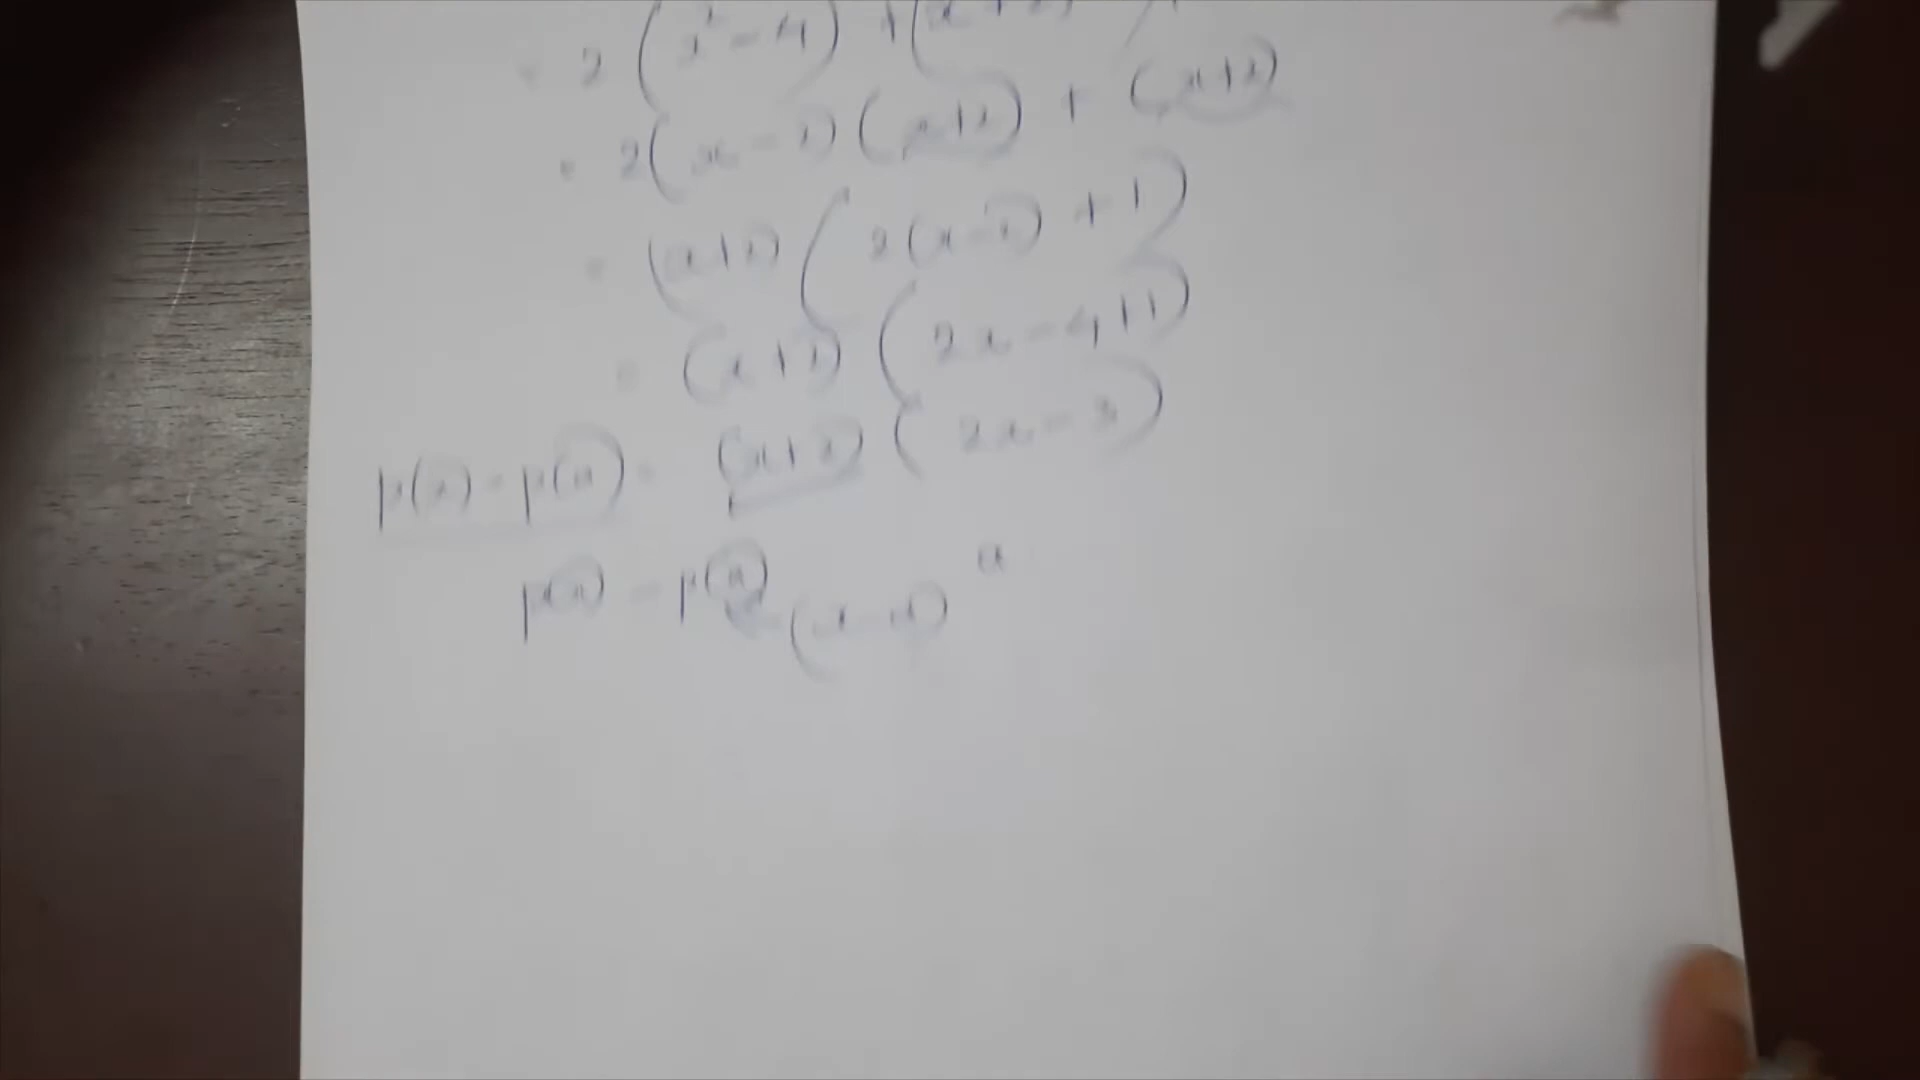 = 2 (x² - 4) + (x+2)
= 2(x - 2) (x+2) + (x+2)
= (x+2) ( 2(x-2) + 1 )
= (x+2) ( 2x - 4+1 )
p(x) - p(a) = (x+2) ( 2x - 3 )
p(x) - p(a) (x-a) a